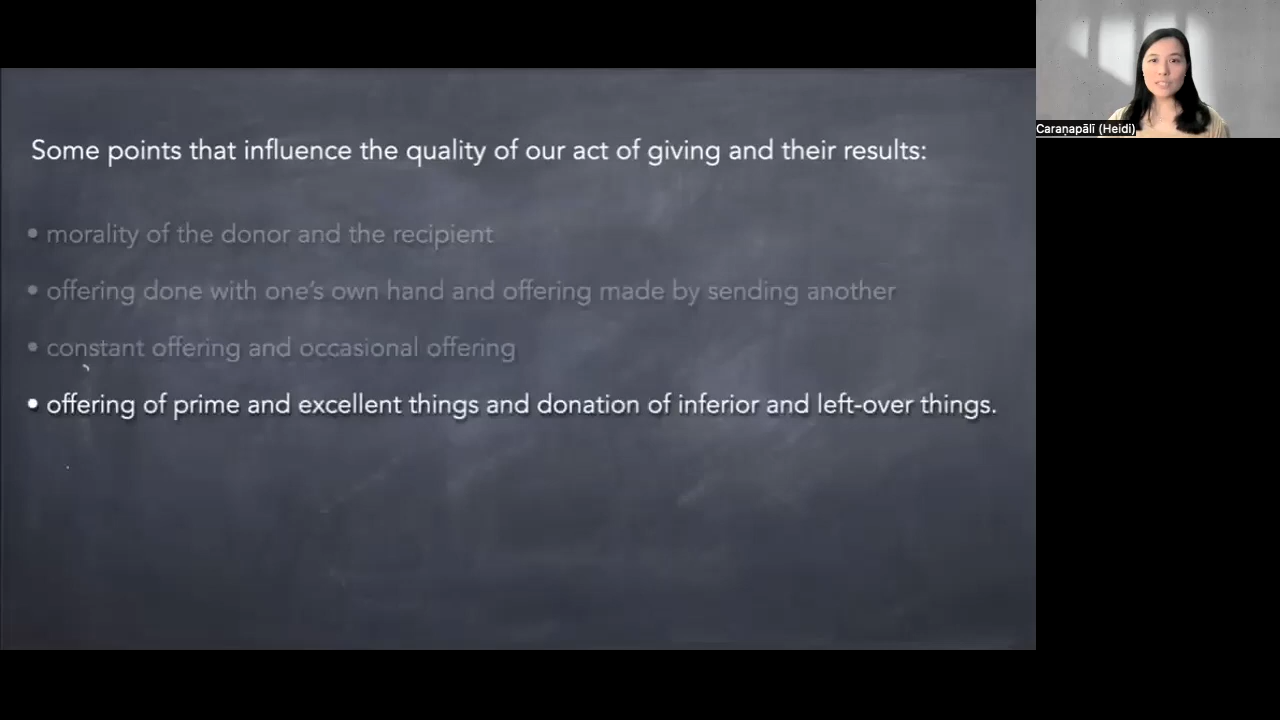 Some points that influence the quality of our act of giving and their results:
• morality of the donor and the recipient
• offering done with one's own hand and offering made by sending another
• constant offering and occasional offering
• offering of prime and excellent things and donation of inferior and left-over things.
Caraṇapālī (Heidi)